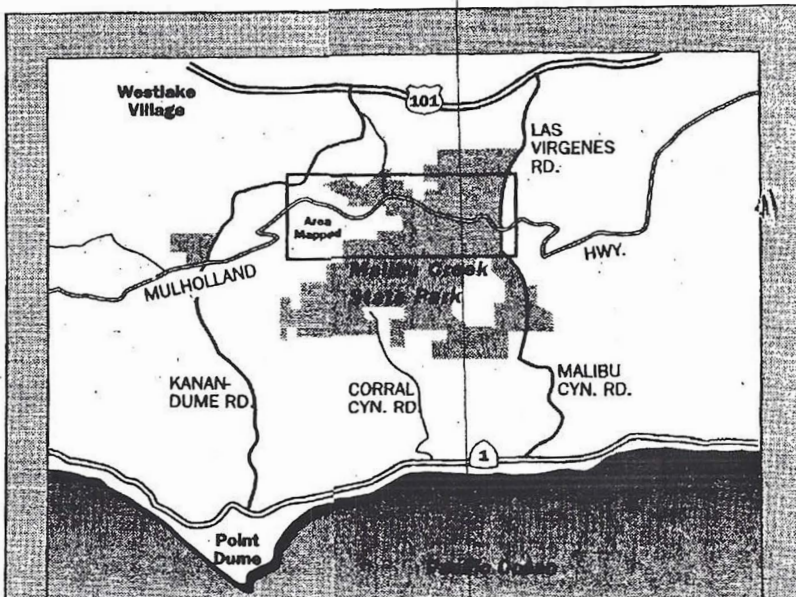 Westlake
Village
101
LAS
VIRGENES
RD.
Area
Mapped
MULHOLLAND
HWY.
Malibu Creek
State Park
KANAN-
DUME RD.
CORRAL
CYN. RD.
MALIBU
CYN. RD.
1
Point
Dume
Pacific Ocean